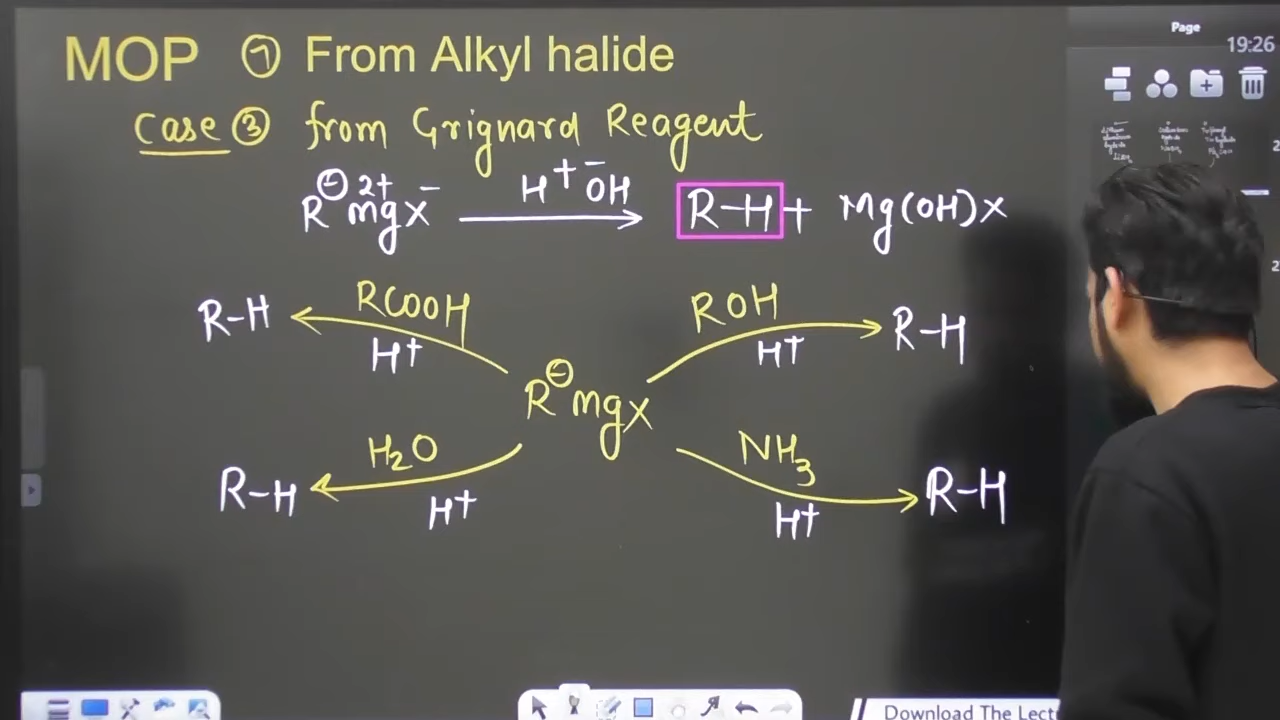 MOP ① From Alkyl halide
Case ③ from Grignard Reagent
R⊖ 2+ mgx− H+ −OH R-H + Mg(OH)x
R-H RCOOH H+
ROH H+ R-H
R⊖ mgx
R-H H2O H+
NH3 H+ R-H
Page
19:26
Download The Lect